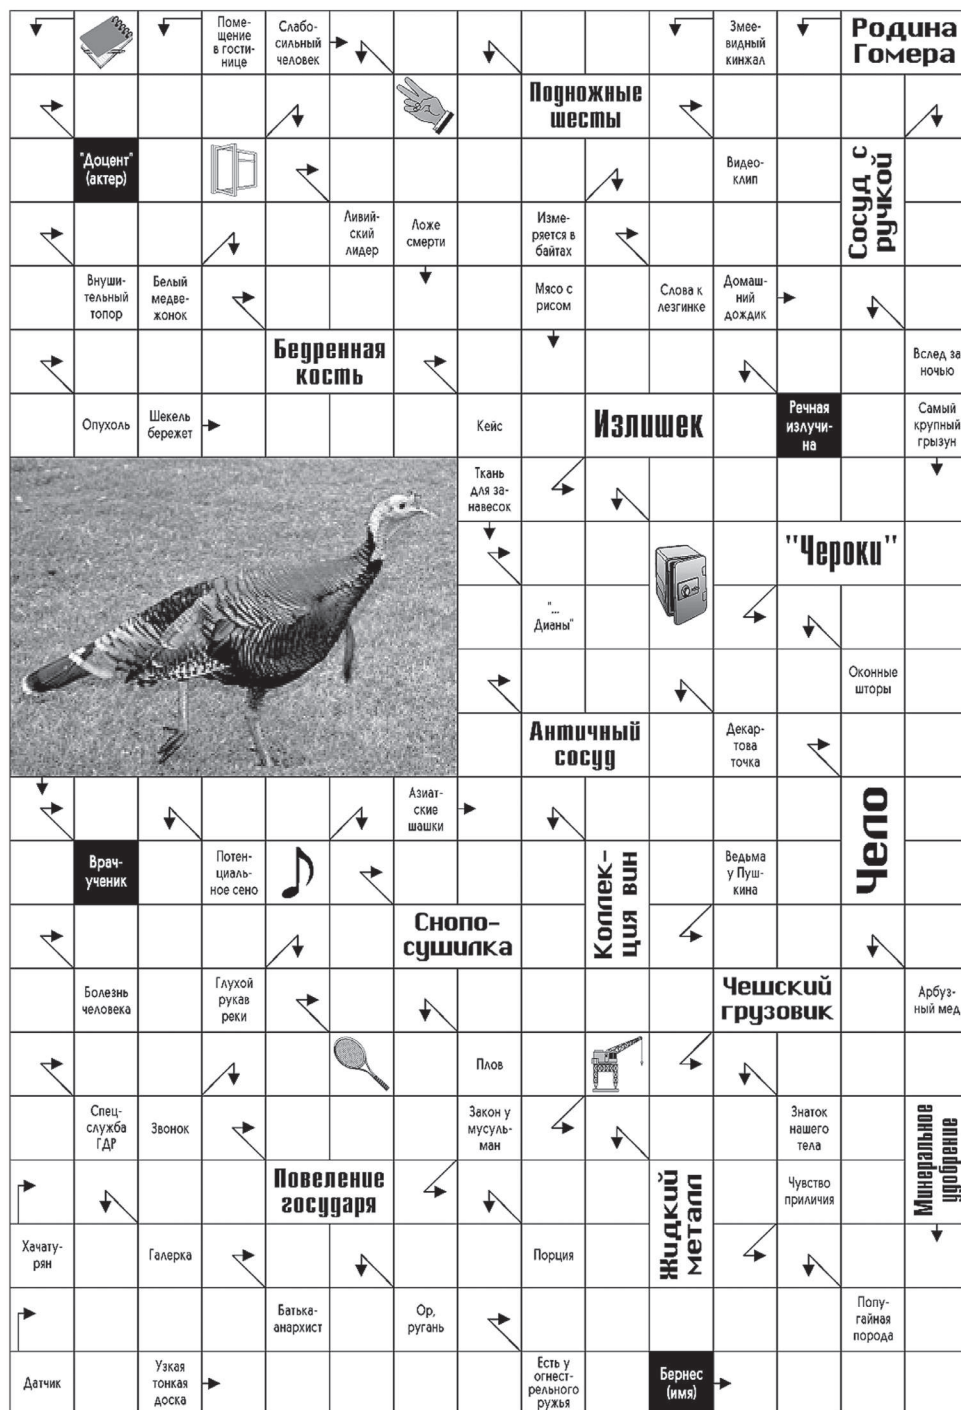 Поме-
щение
в гости-
нице
Слабо-
сильный
человек
Змее-
видный
кинжал
Родина
Гомера
Подножные
шесты
"Доцент"
(актер)
Видео-
клип
Сосуд с
ручкой
Ливий-
ский
лидер
Ложе
смерти
Изме-
ряется в
байтах
Внуши-
тельный
топор
Белый
медве-
жонок
Мясо с
рисом
Слова к
лезгинке
Домаш-
ний
дождик
Бедренная
кость
Вслед за
ночью
Опухоль
Шекель
бережет
Кейс
Излишек
Речная
излучи-
на
Самый
крупный
грызун
Ткань
для за-
навесок
"Чероки"
"...
Дианы"
Оконные
шторы
Античный
сосуд
Декар-
това
точка
Азиат-
ские
шашки
Чело
Врач-
ученик
Потен-
циаль-
ное сено
Коллек-
ция вин
Ведьма
у Пуш-
кина
Снопо-
сушилка
Болезнь
человека
Глухой
рукав
реки
Чешский
грузовик
Арбуз-
ный мед
Плов
Спец-
служба
ГДР
Звонок
Закон у
мусуль-
ман
Знаток
нашего
тела
Минеральное
удобрение
Повеление
государя
Жидкий
металл
Чувство
приличия
Хачату-
рян
Галерка
Порция
Батька-
анархист
Ор,
ругань
Попу-
гайная
порода
Датчик
Узкая
тонкая
доска
Есть у
огнест-
рельного
ружья
Бернес
(имя)